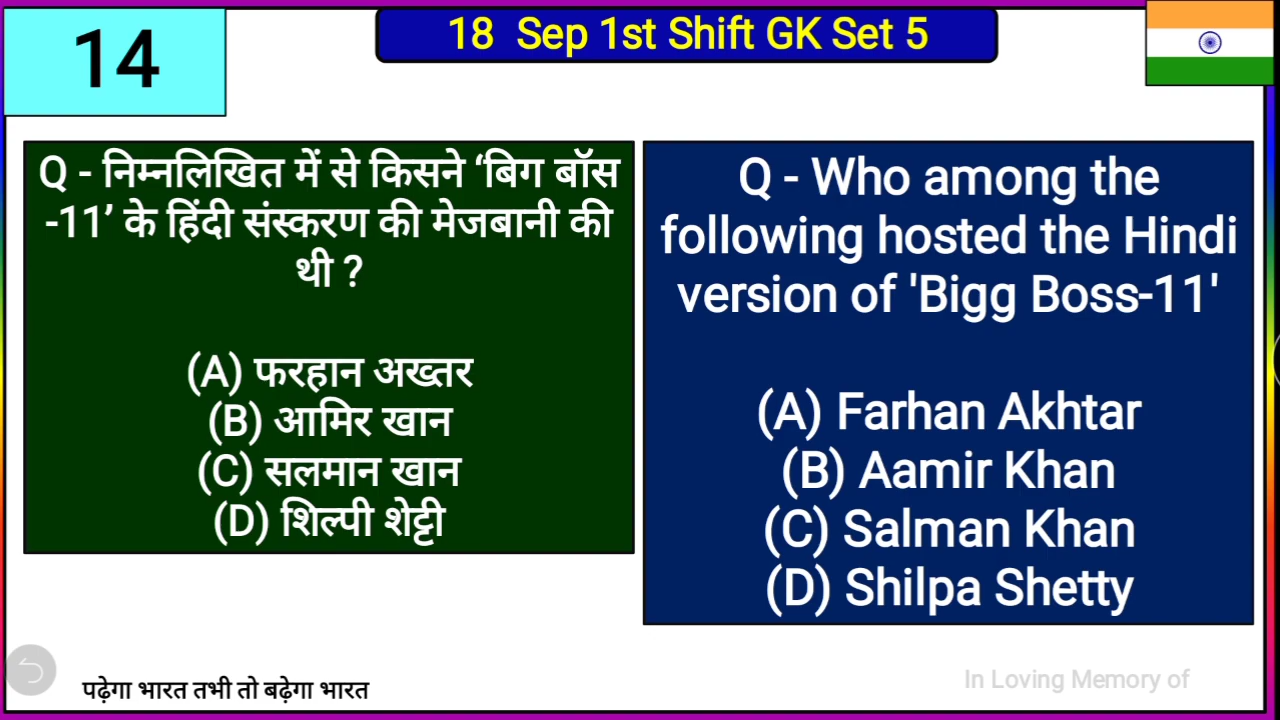 14
18 Sep 1st Shift GK Set 5
Q - निम्नलिखित में से किसने ‘बिग बॉस
-11’ के हिंदी संस्करण की मेजबानी की
थी ?
(A) फरहान अख्तर
(B) आमिर खान
(C) सलमान खान
(D) शिल्पी शेट्टी
Q - Who among the
following hosted the Hindi
version of 'Bigg Boss-11'
(A) Farhan Akhtar
(B) Aamir Khan
(C) Salman Khan
(D) Shilpa Shetty
पढ़ेगा भारत तभी तो बढ़ेगा भारत
In Loving Memory of